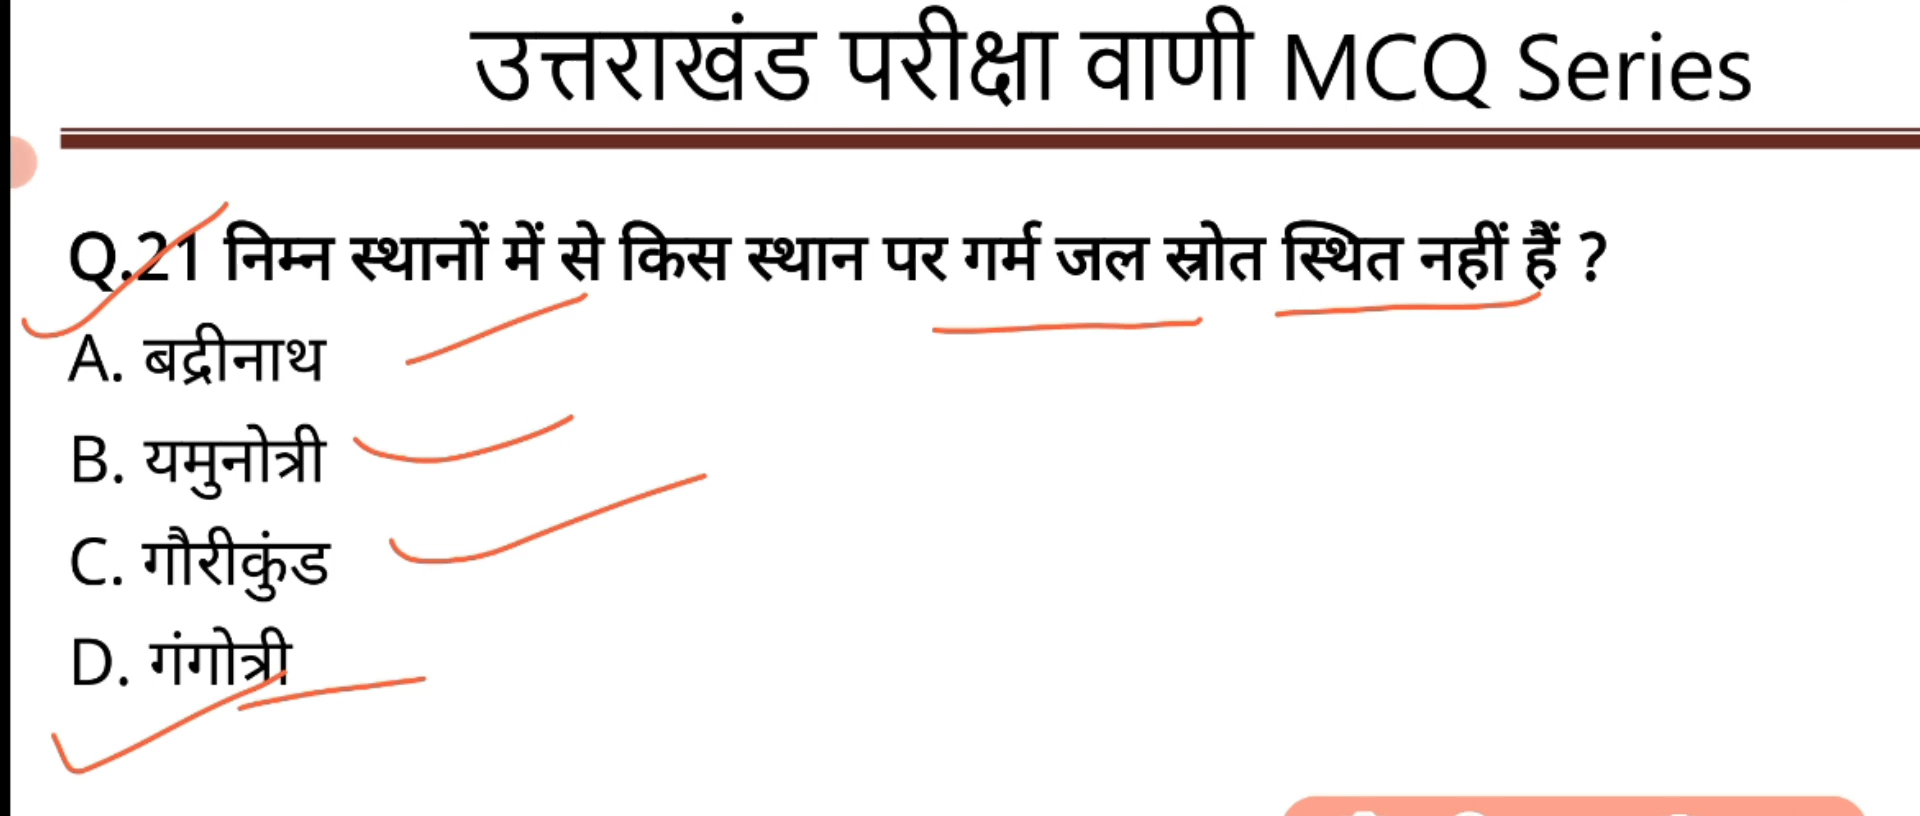 उत्तराखंड परीक्षा वाणी MCQ Series
Q.21 निम्न स्थानों में से किस स्थान पर गर्म जल स्रोत स्थित नहीं हैं ?
A. बद्रीनाथ
B. यमुनोत्री
C. गौरीकुंड
D. गंगोत्री